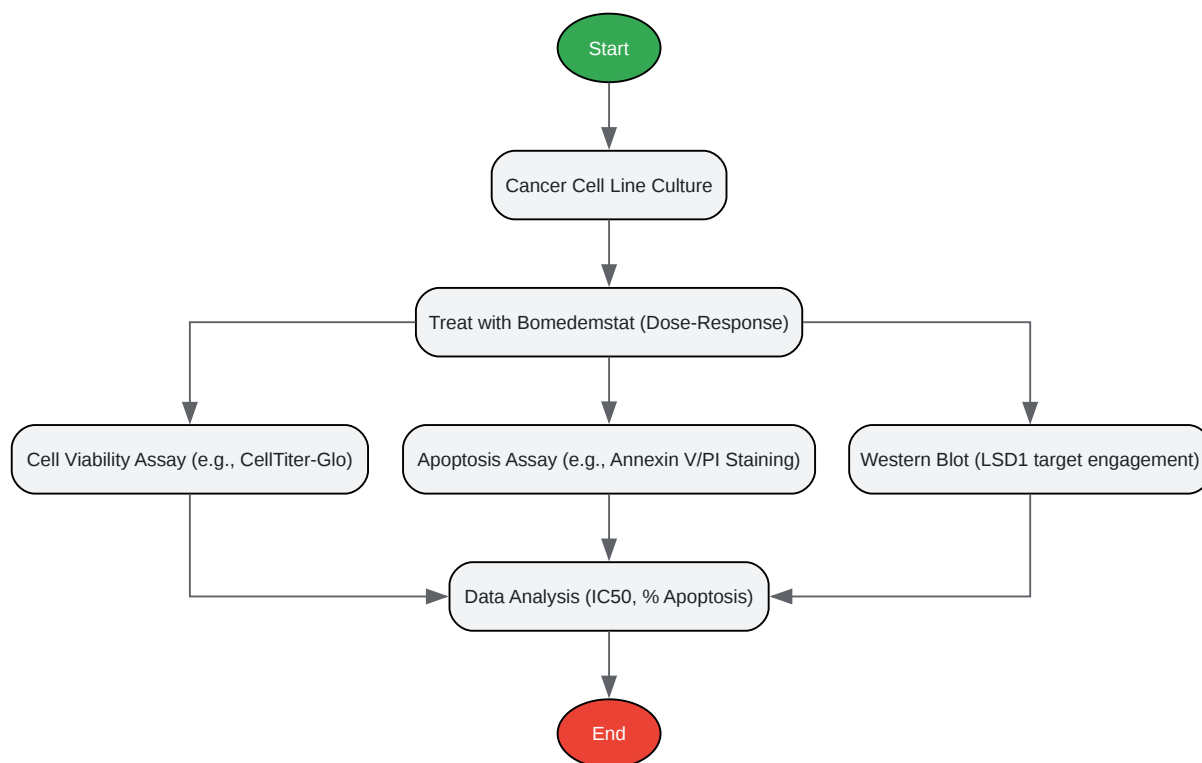 Start
Cancer Cell Line Culture
Treat with Bomedemstat (Dose-Response)
Cell Viability Assay (e.g., CellTiter-Glo)
Apoptosis Assay (e.g., Annexin V/PI Staining)
Western Blot (LSD1 target engagement)
Data Analysis (IC50, % Apoptosis)
End